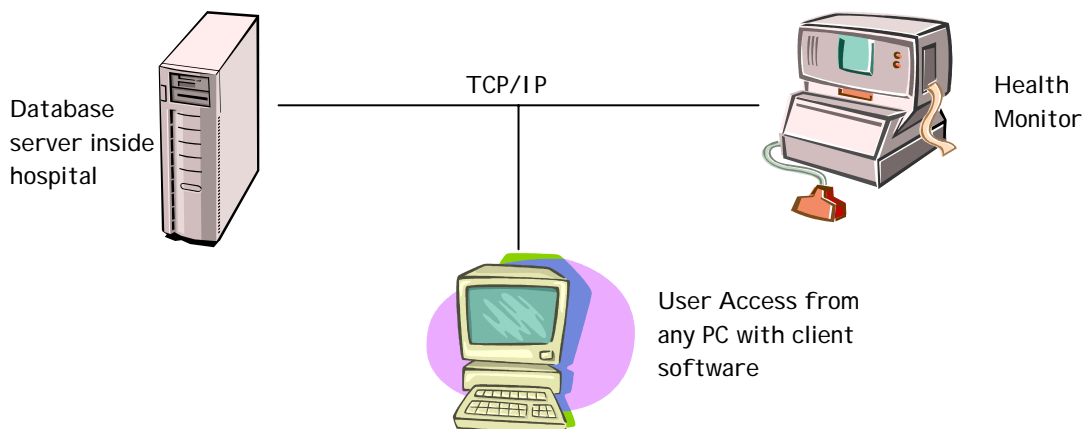 TCP/IP
Database
server inside
hospital
Health
Monitor
User Access from
any PC with client
software